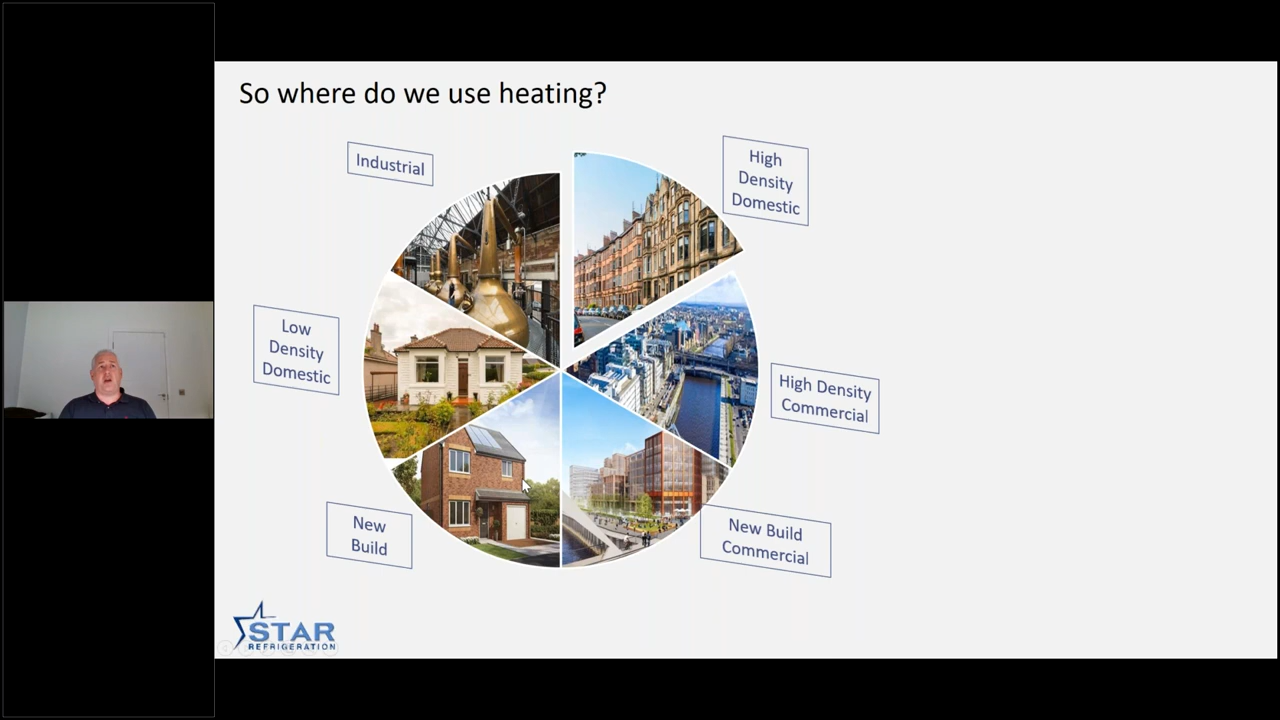 So where do we use heating?
Industrial
High
Density
Domestic
Low
Density
Domestic
High Density
Commercial
New
Build
New Build
Commercial
STAR
REFRIGERATION